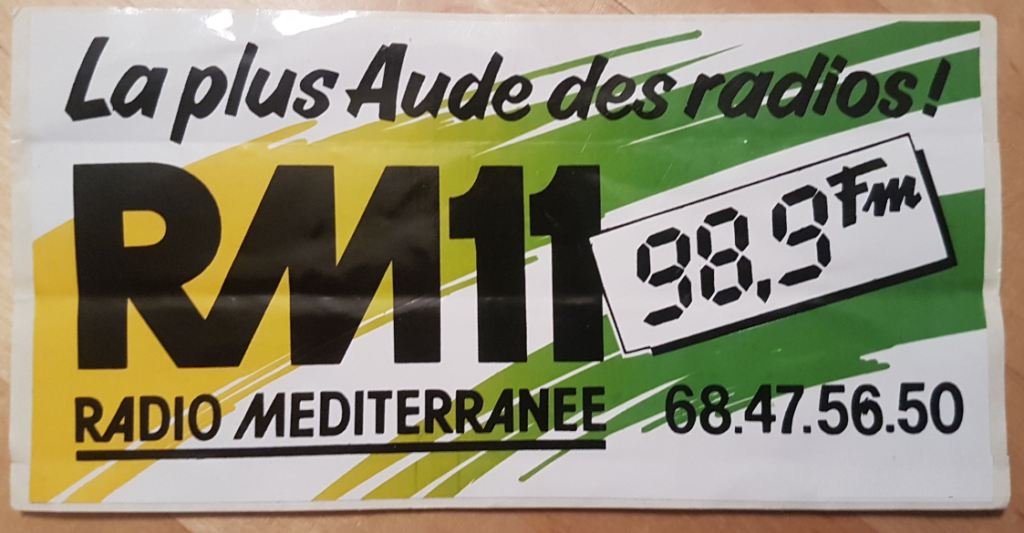 La plus Aude des radios!
RM11
98,9 Fm
RADIO MEDITERRANEE
68.47.56.50